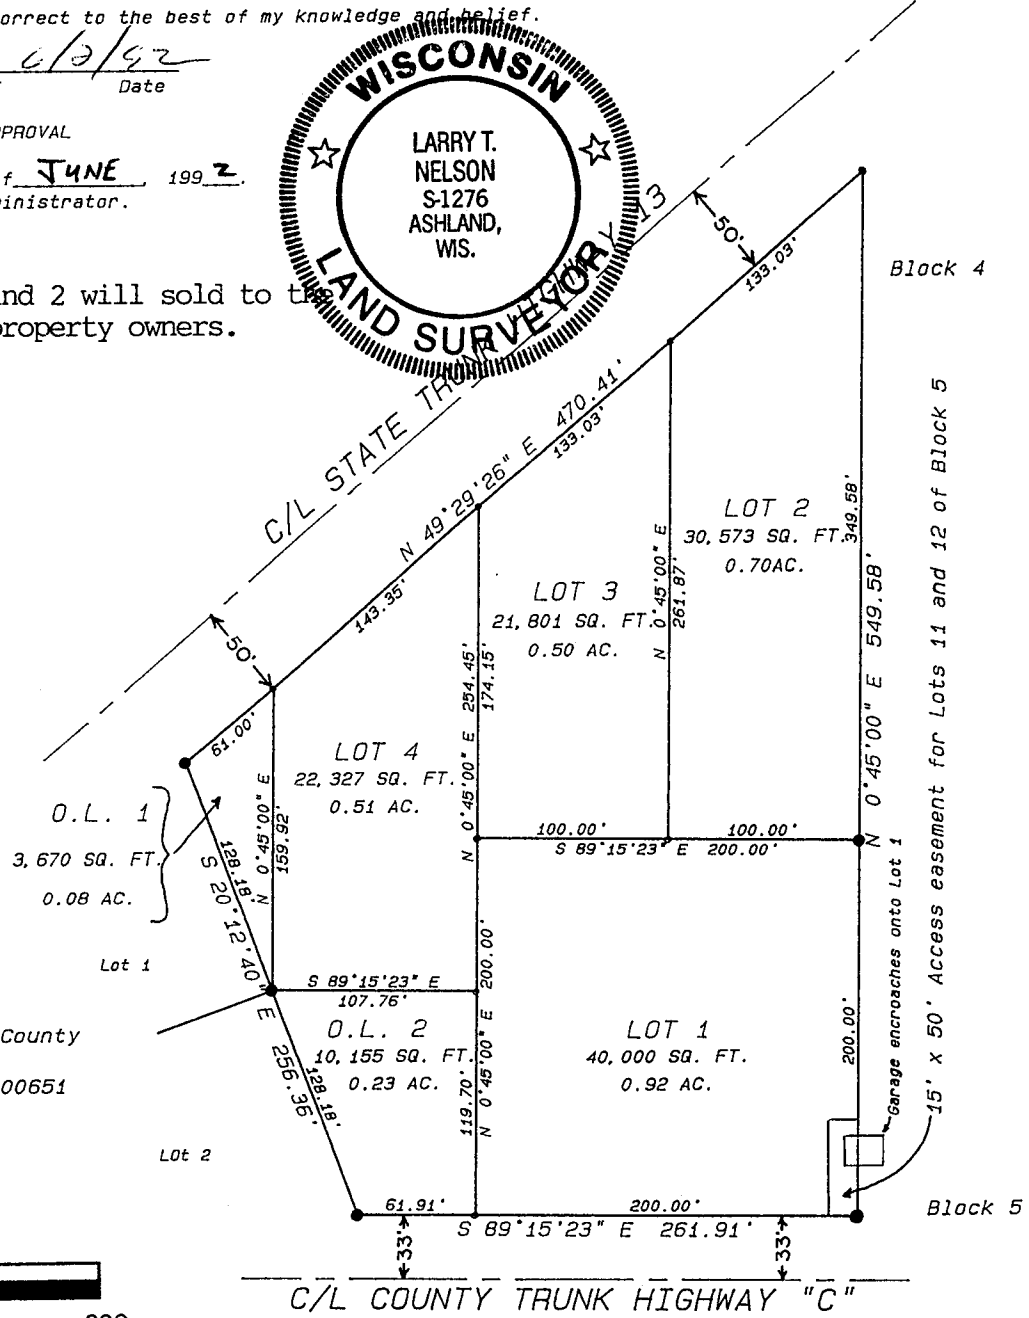 orrect to the best of my knowledge and belief.
6/2/92
Date
PROVAL
f JUNE, 1992.
inistrator.
nd 2 will sold to the
property owners.
WISCONSIN
LARRY T.
NELSON
S-1276
ASHLAND,
WIS.
LAND SURVEYOR
C/L STATE TRUNK HIGHWAY 13
50'
133.03'
Block 4
N 49°29'26" E 470.41'
133.03'
143.35'
50'
61.00'
LOT 2
30,573 SQ. FT.
0.70AC.
349.58'
N 0°45'00" E 549.58'
LOT 3
21,801 SQ. FT.
0.50 AC.
N 0°45'00" E
261.87'
254.45'
174.15'
N 0°45'00" E
LOT 4
22,327 SQ. FT.
0.51 AC.
N 0°45'00" E
159.92'
O.L. 1
3,670 SQ. FT.
0.08 AC.
128.18'
S 20°12'40" E 256.36'
128.18'
100.00'
100.00'
S 89°15'23" E 200.00'
Lot 1
S 89°15'23" E
107.76'
200.00'
County
00651
O.L. 2
10,155 SQ. FT.
0.23 AC.
119.70'
N 0°45'00" E
LOT 1
40,000 SQ. FT.
0.92 AC.
200.00'
Garage encroaches onto Lot 1
15' x 50' Access easement for Lots 11 and 12 of Block 5
Lot 2
Block 5
61.91'
200.00'
S 89°15'23" E 261.91'
33'
33'
C/L COUNTY TRUNK HIGHWAY "C"